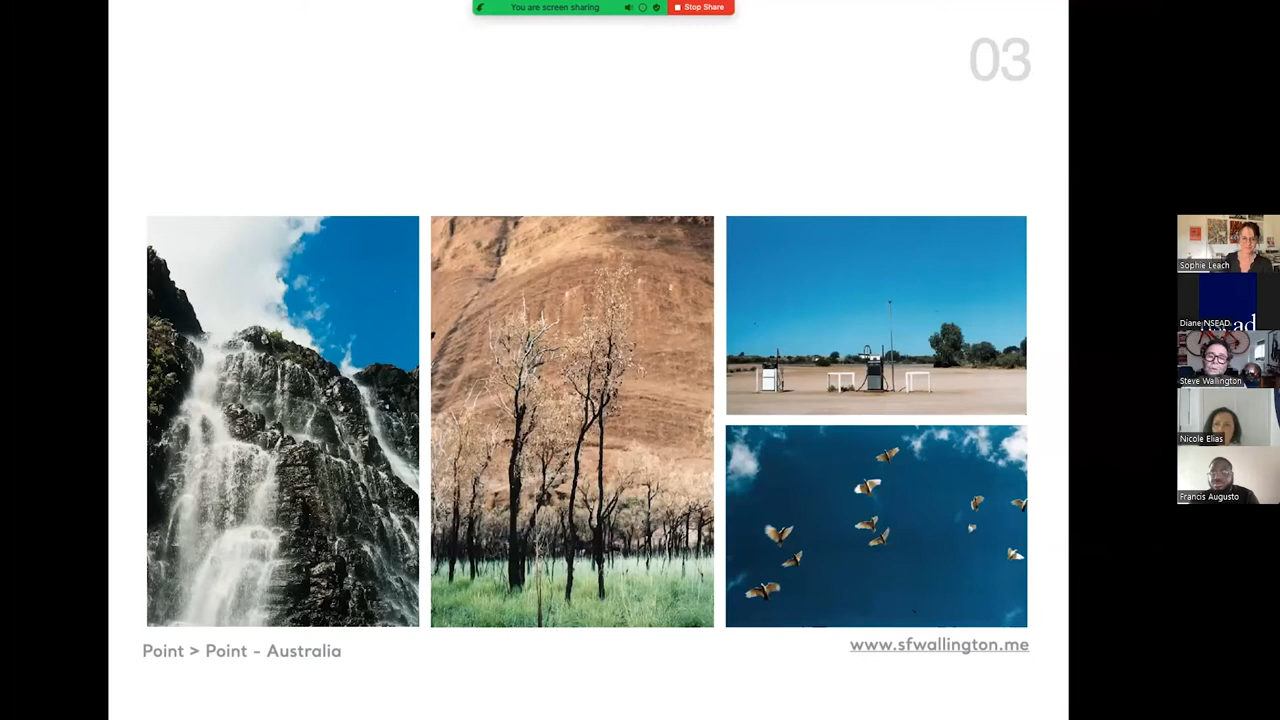 You are screen sharing
Stop Share
03
Sophie Leach
Diane NSEAD
Steve Wallington
Nicole Elias
Francis Augusto
Point > Point - Australia
www.sfwallington.me